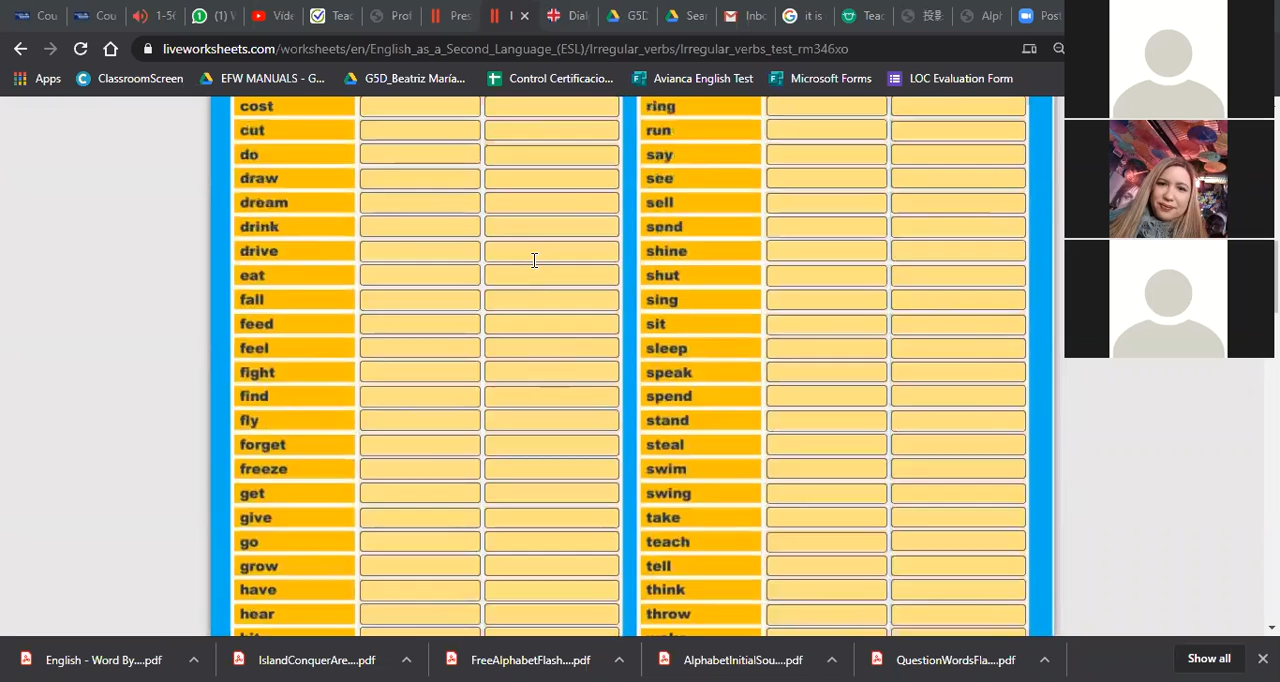 Cou
Cou
1-5
(1)
Vide
Teac
Prof
Pres
I
Dial
G5D
Sear
Inbo
it is
Teac
投影
Alph
Post
liveworksheets.com/worksheets/en/English_as_a_Second_Language_(ESL)/Irregular_verbs/Irregular_verbs_test_rm346xo
Apps
ClassroomScreen
EFW MANUALS - G...
G5D_Beatriz María...
Control Certificacio...
Avianca English Test
Microsoft Forms
LOC Evaluation Form
cost
cut
do
draw
dream
drink
drive
eat
fall
feed
feel
fight
find
fly
forget
freeze
get
give
go
grow
have
hear
ring
run
say
see
sell
send
shine
shut
sing
sit
sleep
speak
spend
stand
steal
swim
swing
take
teach
tell
think
throw
English - Word By....pdf
IslandConquerAre....pdf
FreeAlphabetFlash....pdf
AlphabetInitialSou....pdf
QuestionWordsFla....pdf
Show all